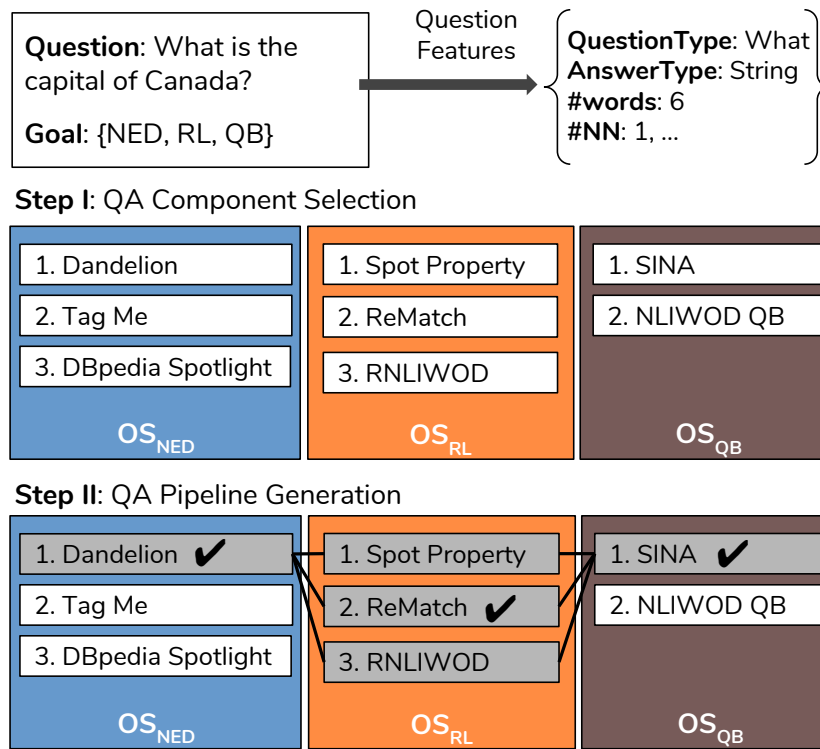 Question: What is the
capital of Canada?
Goal: {NED, RL, QB}
Question
Features
QuestionType: What
AnswerType: String
#words: 6
#NN: 1, ...
Step I: QA Component Selection
1. Dandelion
2. Tag Me
3. DBpedia Spotlight
OSNED
1. Spot Property
2. ReMatch
3. RNLIWOD
OSRL
1. SINA
2. NLIWOD QB
OSQB
Step II: QA Pipeline Generation
1. Dandelion ✔
2. Tag Me
3. DBpedia Spotlight
OSNED
1. Spot Property
2. ReMatch ✔
3. RNLIWOD
OSRL
1. SINA ✔
2. NLIWOD QB
OSQB